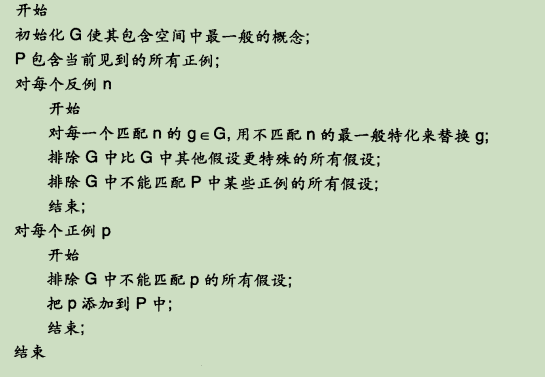 开始
初始化 G 使其包含空间中最一般的概念;
P 包含当前见到的所有正例;
对每个反例 n
开始
对每一个匹配 n 的 g∈G, 用不匹配 n 的最一般特化来替换 g;
排除 G 中比 G 中其他假设更特殊的所有假设;
排除 G 中不能匹配 P 中某些正例的所有假设;
结束;
对每个正例 p
开始
排除 G 中不能匹配 p 的所有假设;
把 p 添加到 P 中;
结束;
结束